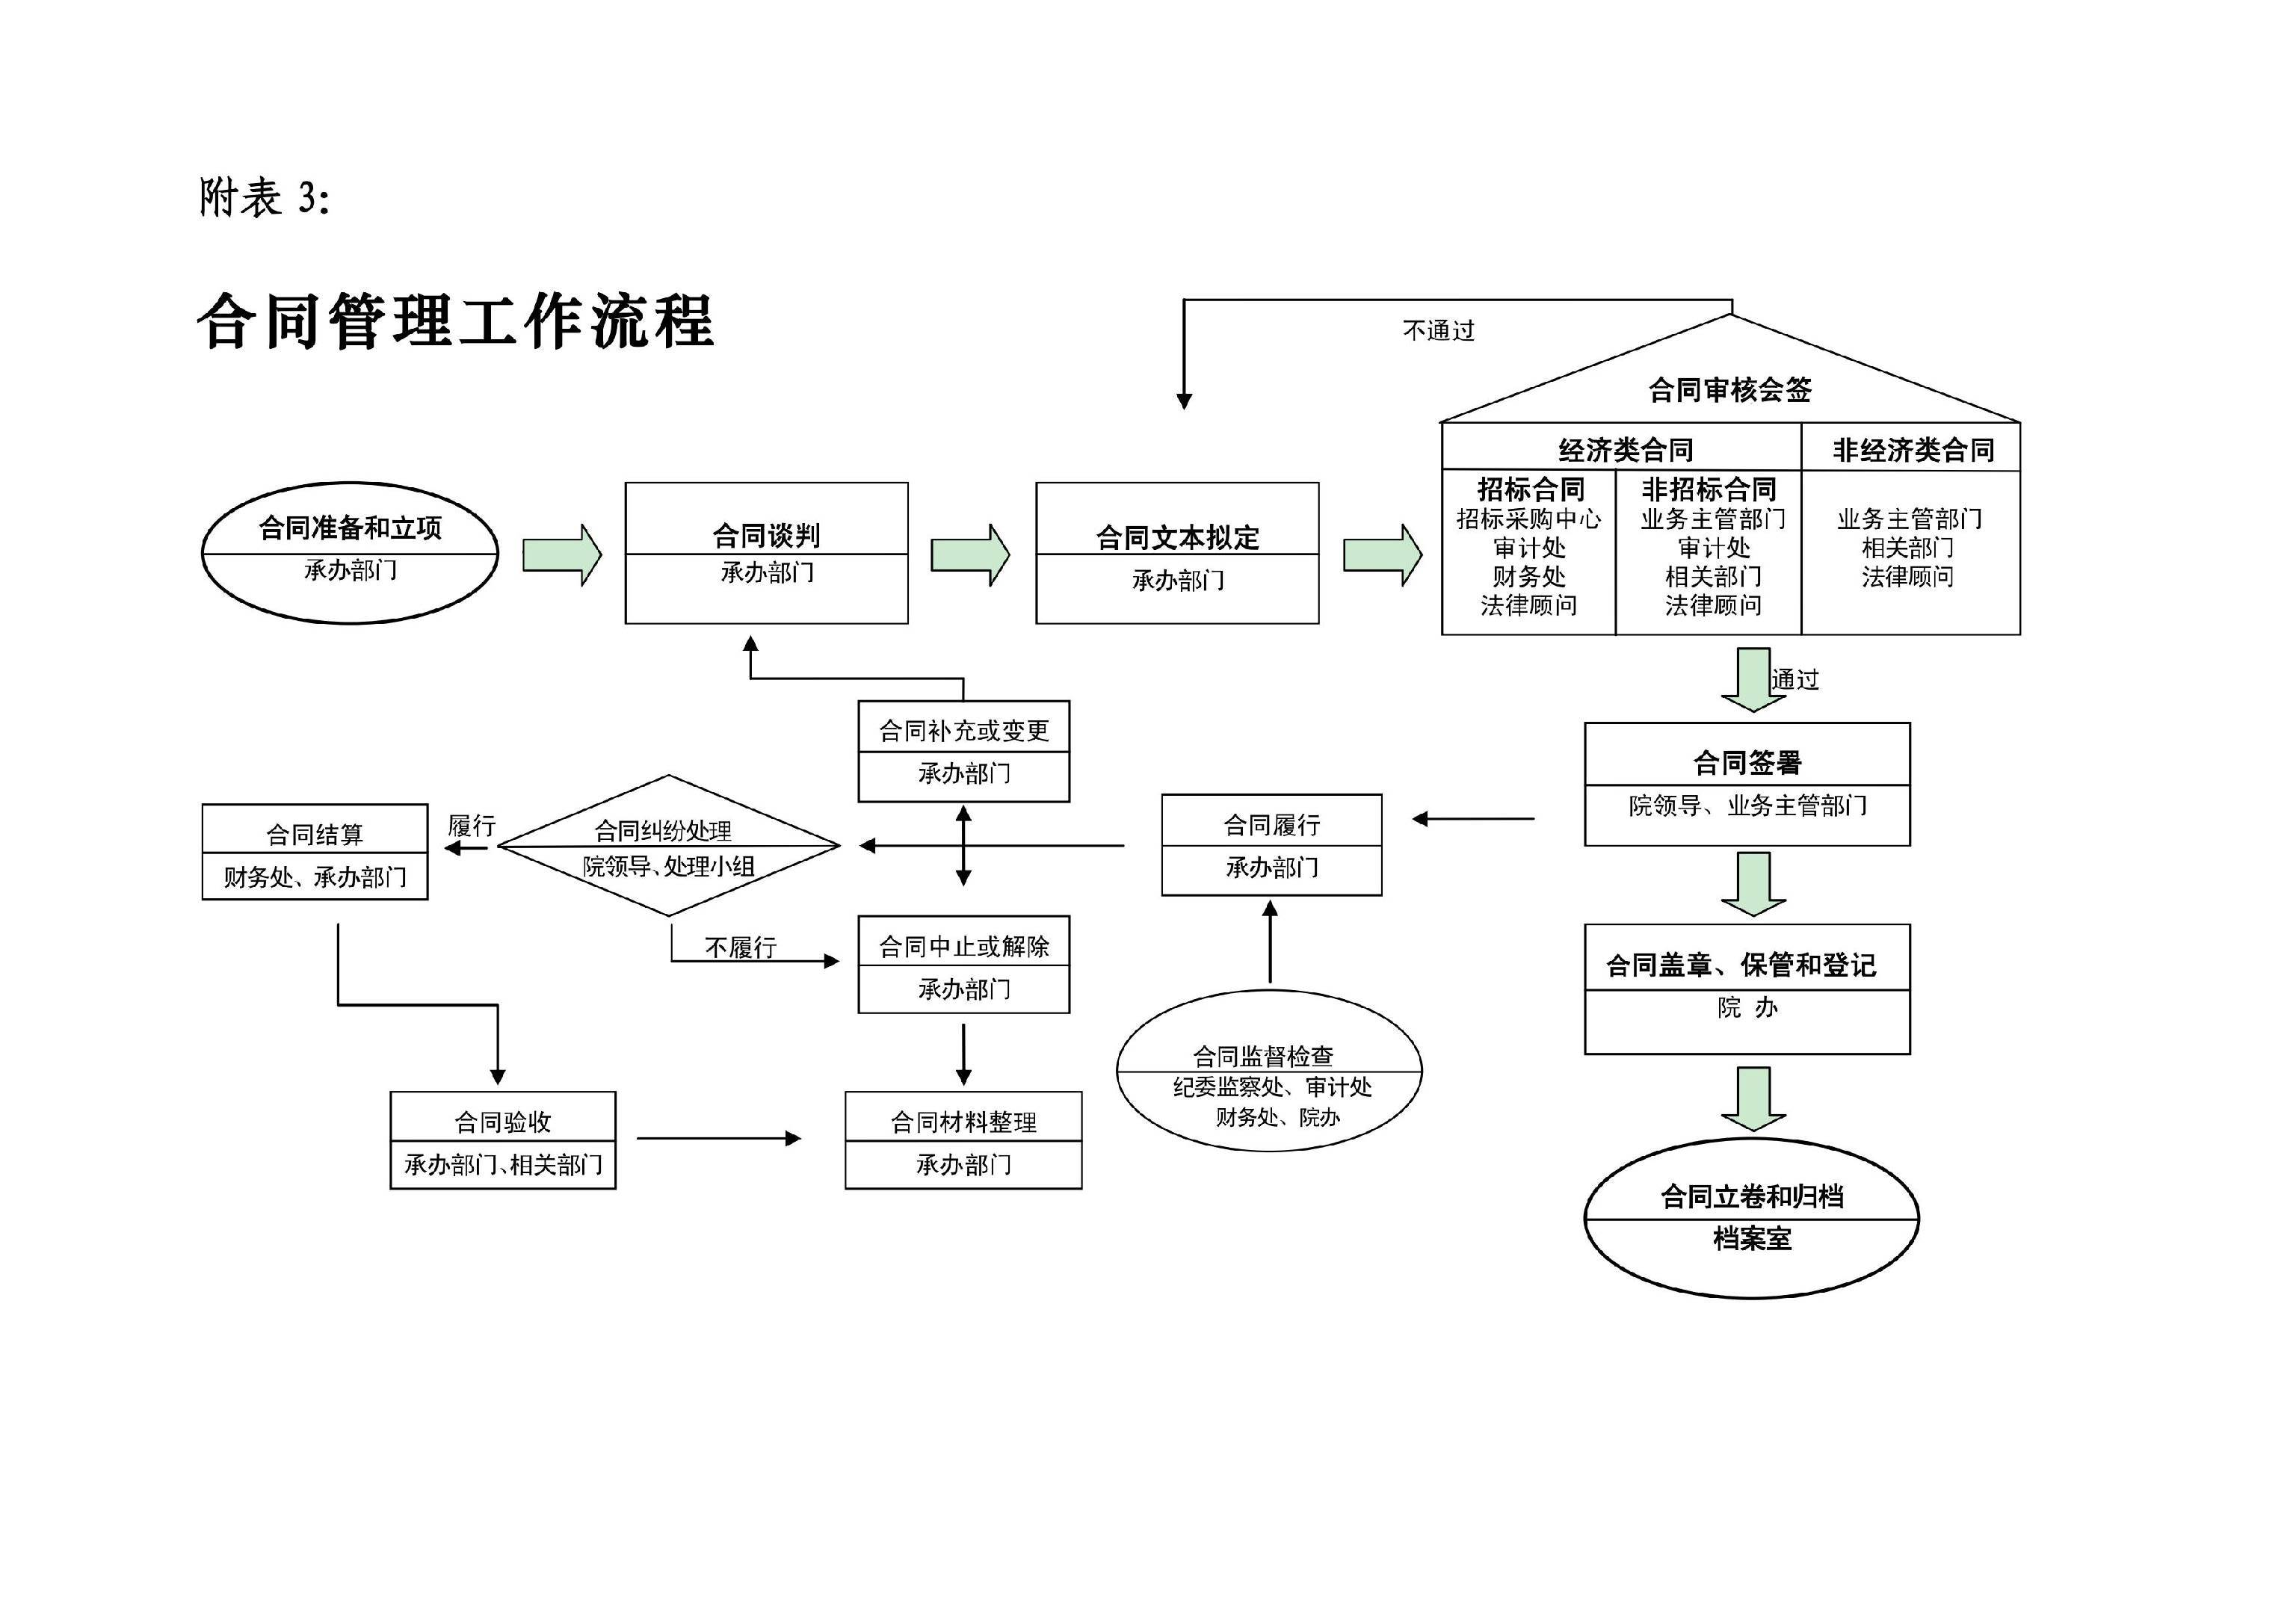 附表 3:
合同管理工作流程
不通过
合同审核会签
经济类合同
非经济类合同
招标合同
招标采购中心
审计处
财务处
法律顾问
非招标合同
业务主管部门
审计处
相关部门
法律顾问
业务主管部门
相关部门
法律顾问
合同准备和立项
承办部门
合同谈判
承办部门
合同文本拟定
承办部门
通过
合同签署
院领导、业务主管部门
合同补充或变更
承办部门
合同履行
承办部门
合同纠纷处理
院领导、处理小组
履行
合同结算
财务处、承办部门
不履行
合同中止或解除
承办部门
合同盖章、保管和登记
院 办
合同监督检查
纪委监察处、审计处
财务处、院办
合同验收
承办部门、相关部门
合同材料整理
承办部门
合同立卷和归档
档案室